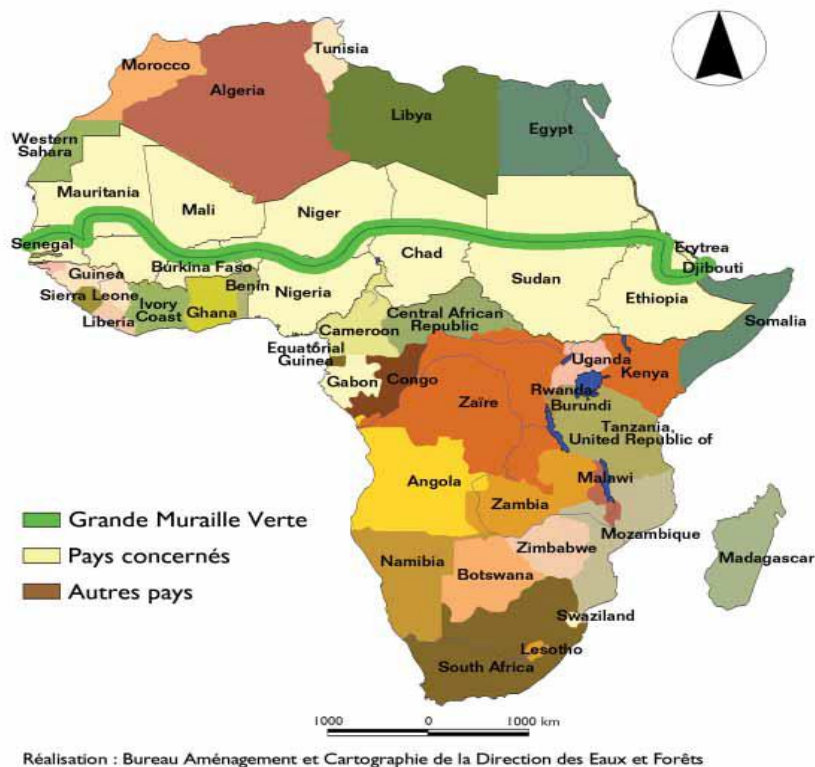 Tunisia
Morocco
Algeria
Libya
Egypt
Western
Sahara
Mauritania
Mali
Niger
Chad
Sudan
Erytrea
Djibouti
Senegal
Burkina Faso
Guinea
Benin
Nigeria
Ethiopia
Sierra Leone
Ivory
Coast
Ghana
Liberia
Central African
Republic
Cameroon
Somalia
Equatorial
Guinea
Uganda
Kenya
Gabon
Congo
Zaïre
Rwanda
Burundi
Tanzania,
United Republic of
Angola
Malawi
Zambia
Mozambique
Zimbabwe
Madagascar
Namibia
Botswana
Swaziland
Lesotho
South Africa
Grande Muraille Verte
Pays concernés
Autres pays
1000 0 1000 km
Réalisation : Bureau Aménagement et Cartographie de la Direction des Eaux et Forêts